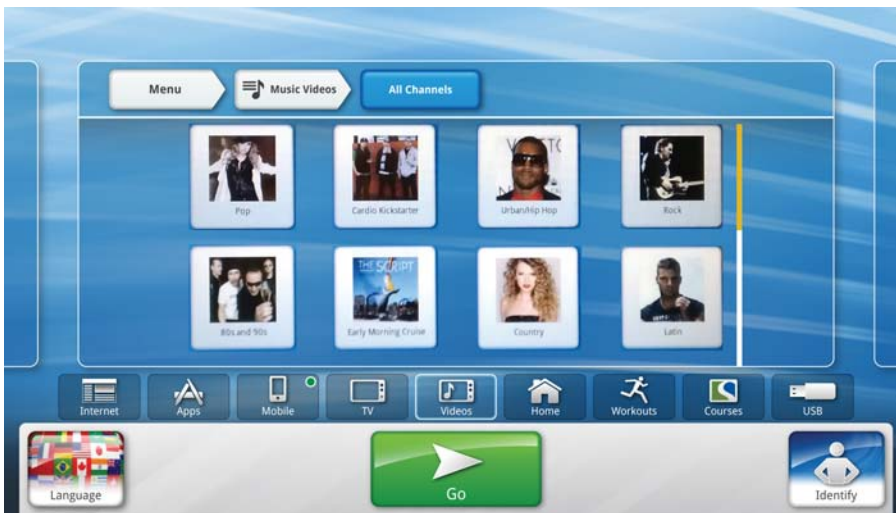 Menu
Music Videos
All Channels
Pop
Cardio Kickstarter
Urban/Hip Hop
Rock
THE SCRIPT
80s and 90s
Early Morning Cruise
Country
Latin
Internet
Apps
Mobile
TV
Videos
Home
Workouts
Courses
USB
Language
Go
Identify